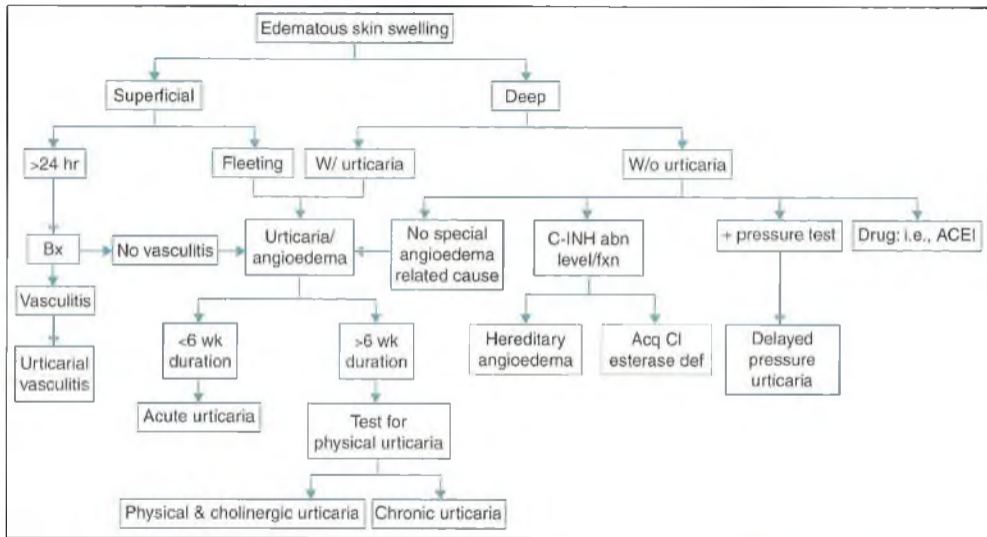 Edematous skin swelling
Superficial
Deep
>24 hr
Fleeting
W/ urticaria
W/o urticaria
Bx
No vasculitis
Urticaria/
angioedema
No special
angioedema
related cause
C-INH abn
level/fxn
+ pressure test
Drug: i.e., ACEI
Vasculitis
Urticarial
vasculitis
<6 wk
duration
>6 wk
duration
Hereditary
angioedema
Acq Cl
esterase def
Delayed
pressure
urticaria
Acute urticaria
Test for
physical urticaria
Physical & cholinergic urticaria
Chronic urticaria